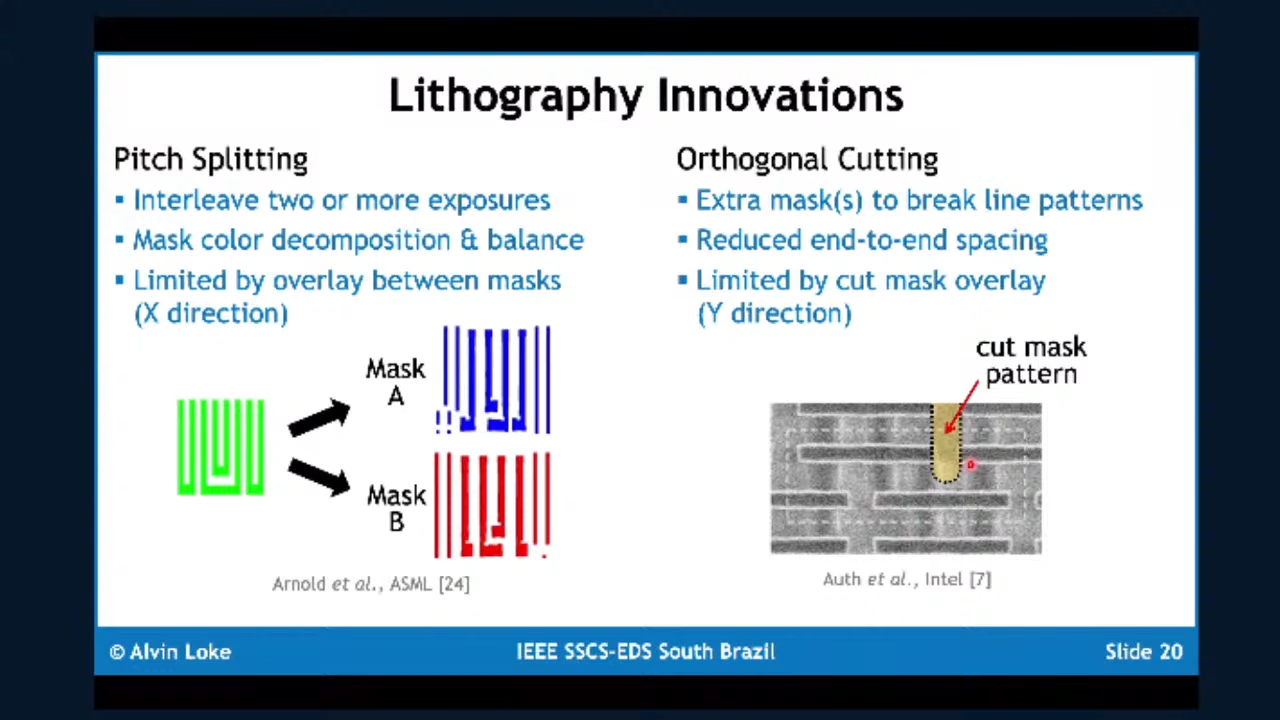 Lithography Innovations
Pitch Splitting
▪ Interleave two or more exposures
▪ Mask color decomposition & balance
▪ Limited by overlay between masks
(X direction)
Mask
A
Mask
B
Arnold et al., ASML [24]
Orthogonal Cutting
▪ Extra mask(s) to break line patterns
▪ Reduced end-to-end spacing
▪ Limited by cut mask overlay
(Y direction)
cut mask
pattern
Auth et al., Intel [7]
© Alvin Loke
IEEE SSCS-EDS South Brazil
Slide 20